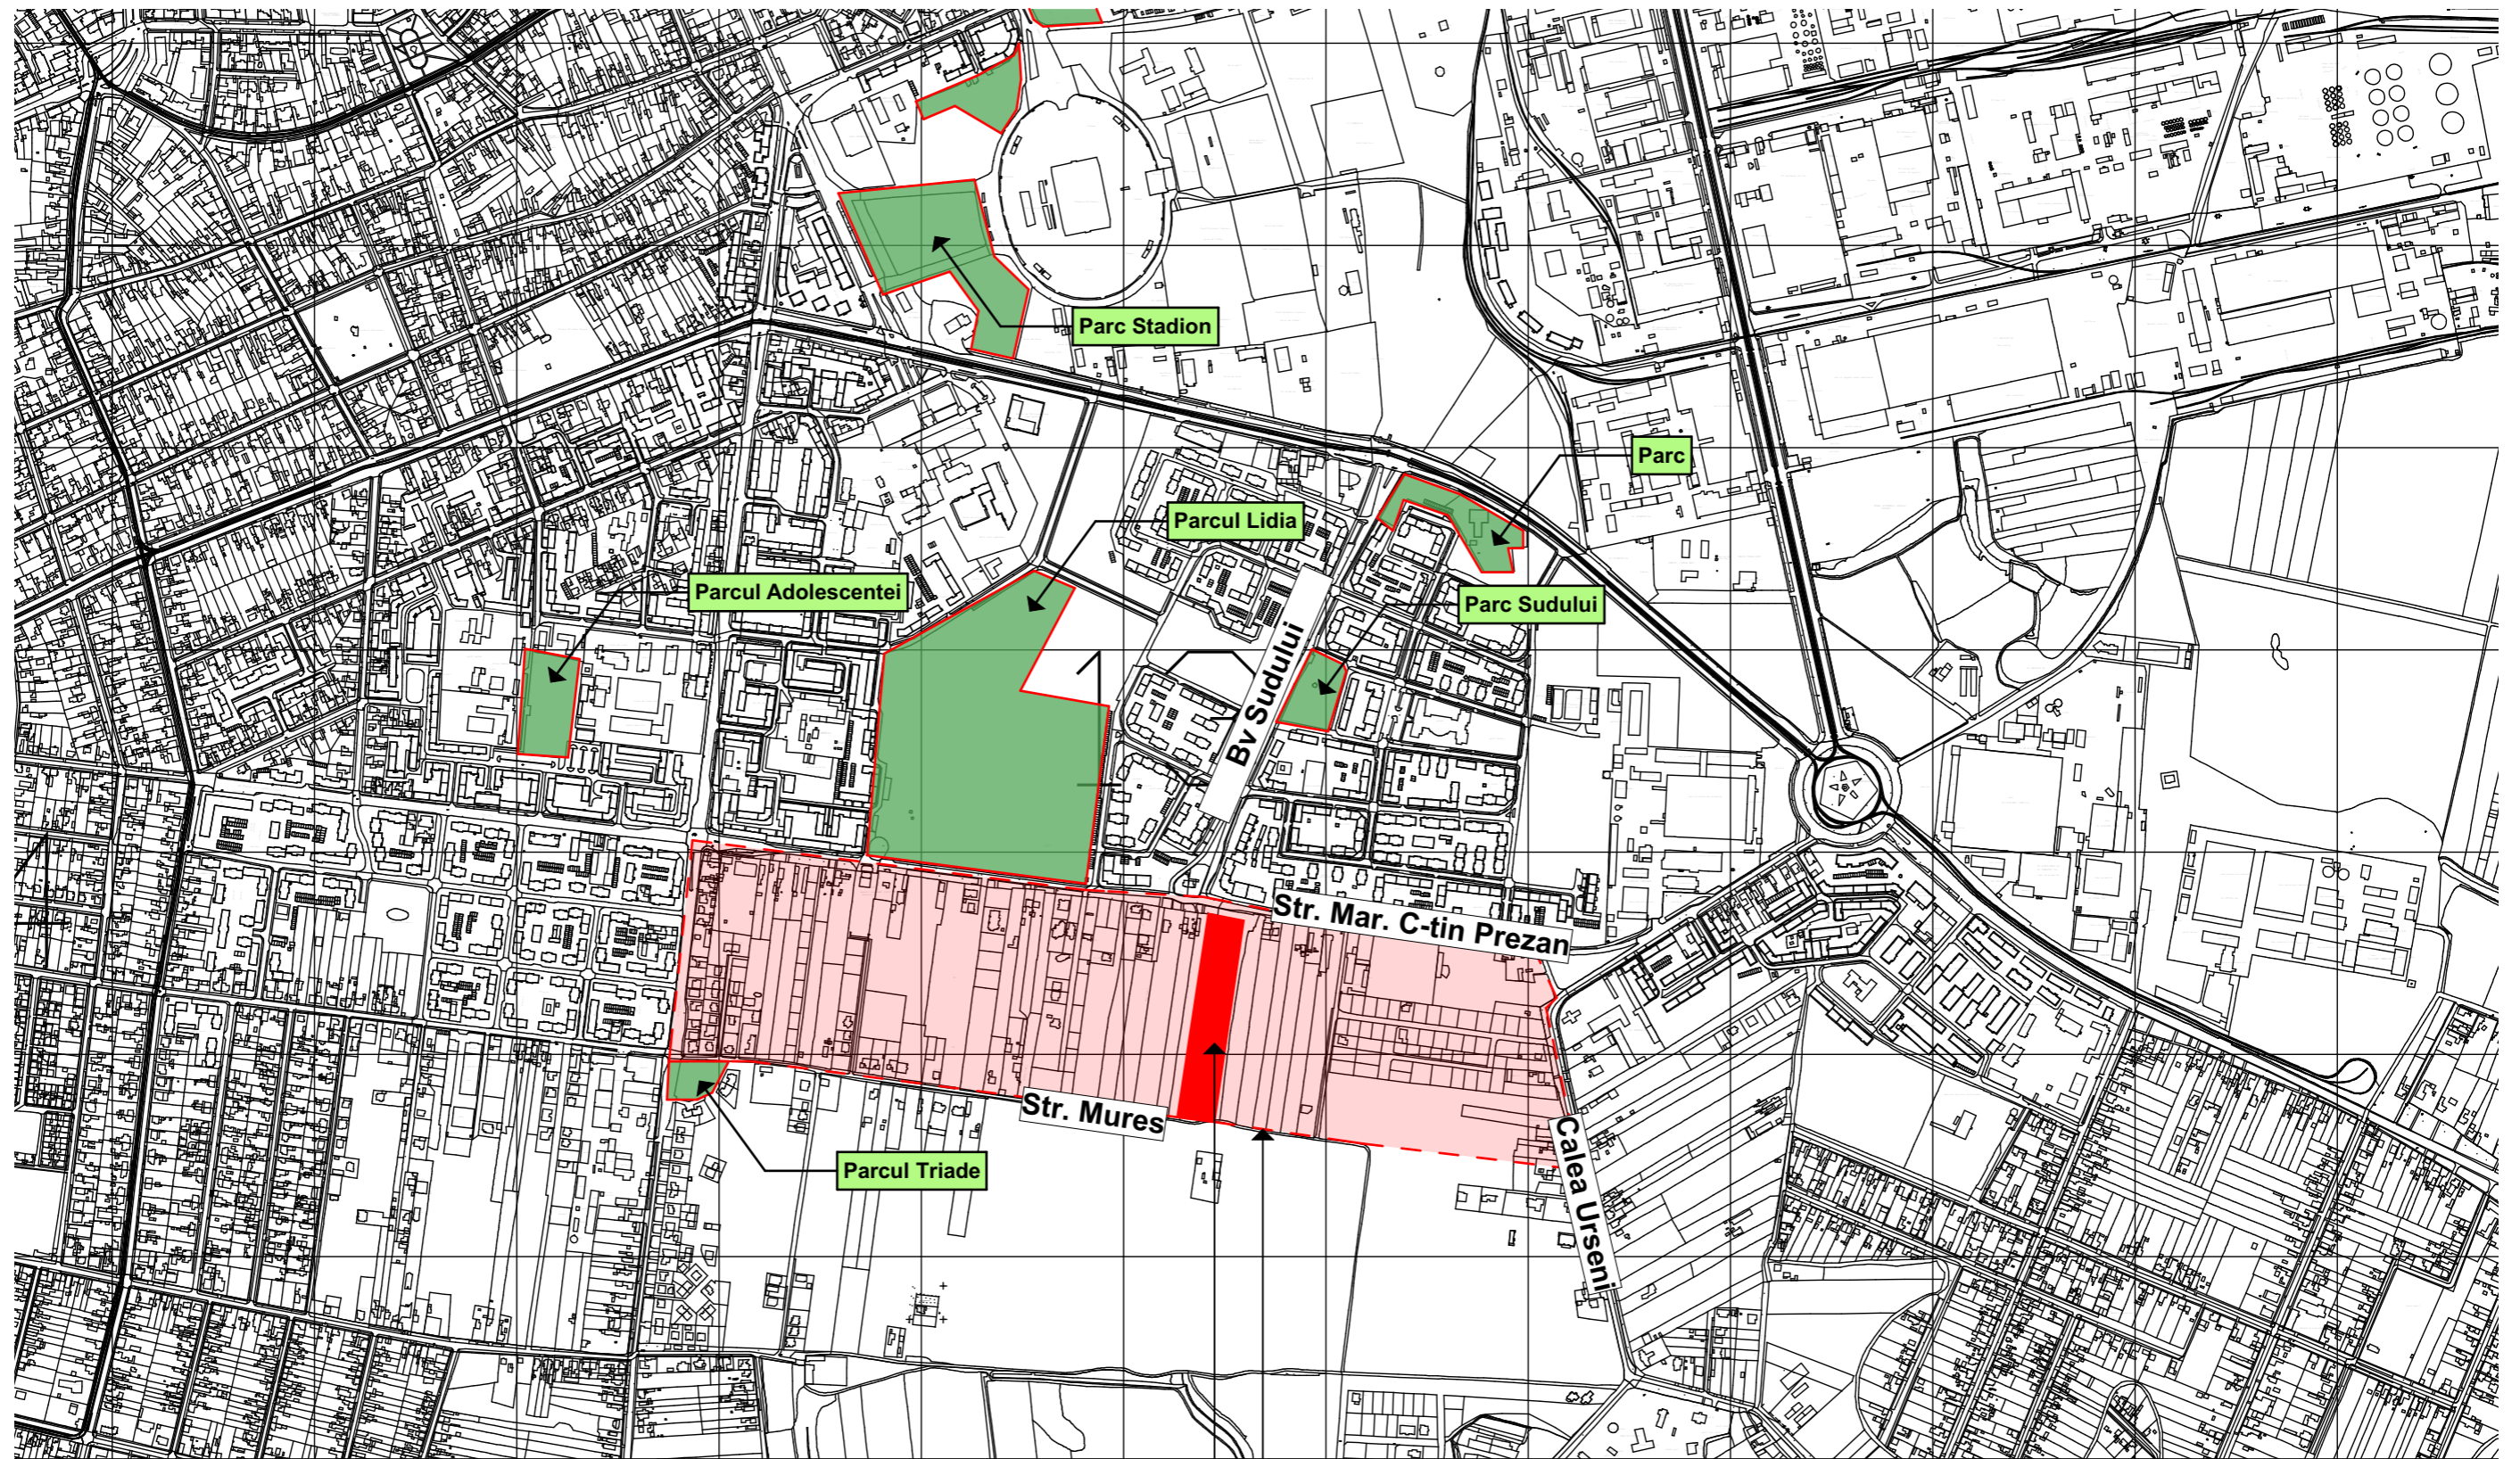 Parc Stadion
Parc
Parcul Lidia
Parcul Adolescentei
Parc Sudului
Bv Sudului
Str. Mar. C-tin Prezan
Str. Mures
Calea Urseni
Parcul Triade